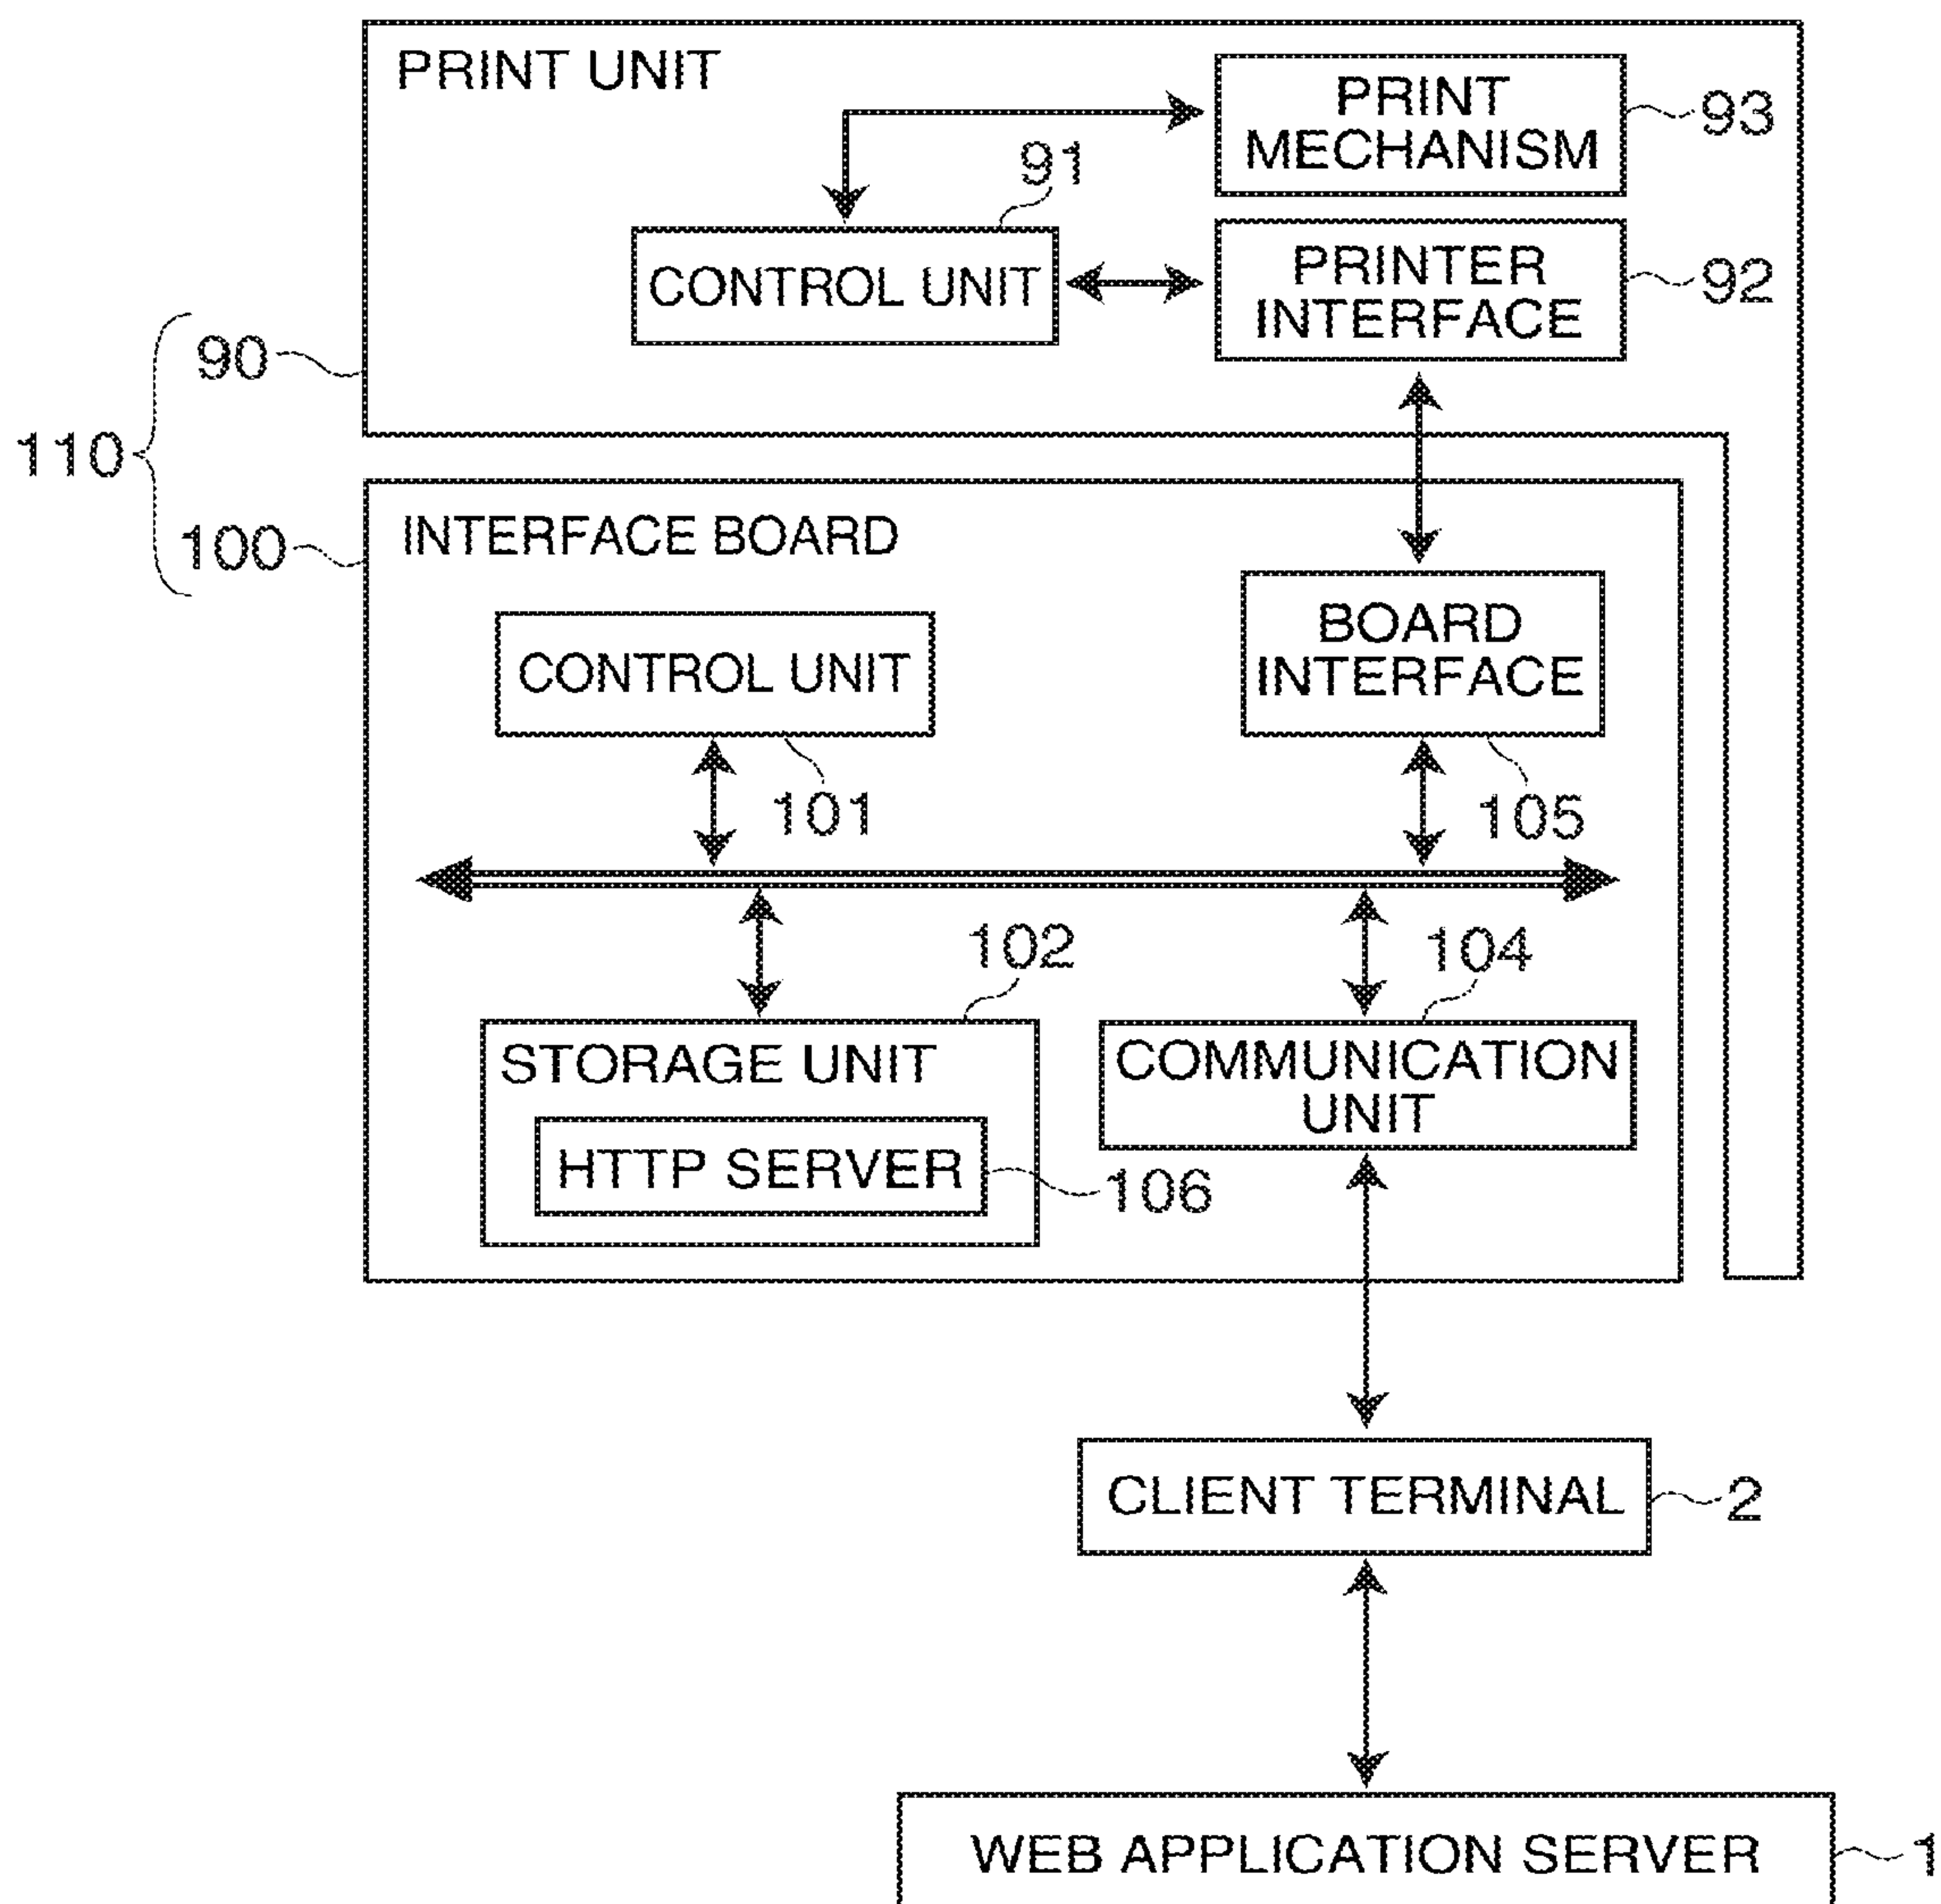 PRINT UNIT
PRINT
MECHANISM
93
91
CONTROL UNIT
PRINTER
INTERFACE
92
90
110
100
INTERFACE BOARD
CONTROL UNIT
BOARD
INTERFACE
101
105
102
104
STORAGE UNIT
HTTP SERVER
106
COMMUNICATION
UNIT
CLIENT TERMINAL
2
WEB APPLICATION SERVER
1